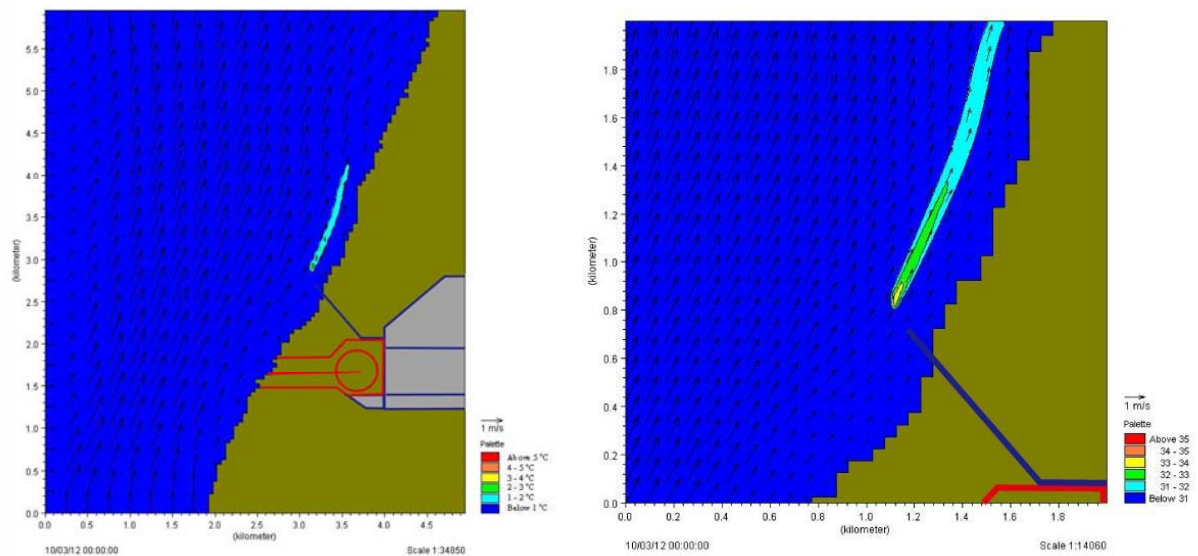 5.5
5.0
4.5
4.0
3.5
3.0
2.5
2.0
1.5
1.0
0.5
0.0
(kilometer)
0.0 0.5 1.0 1.5 2.0 2.5 3.0 3.5 4.0 4.5
(kilometer)
10/03/12 00:00:00
Scale 1:34850
1 m/s
Palette
Above 5 °C
4 - 5 °C
3 - 4 °C
2 - 3 °C
1 - 2 °C
Below 1 °C
1.8
1.6
1.4
1.2
1.0
0.8
0.6
0.4
0.2
0.0
(kilometer)
0.0 0.2 0.4 0.6 0.8 1.0 1.2 1.4 1.6 1.8
(kilometer)
10/03/12 00:00:00
Scale 1:14060
1 m/s
Palette
Above 35
34 - 35
33 - 34
32 - 33
31 - 32
Below 31